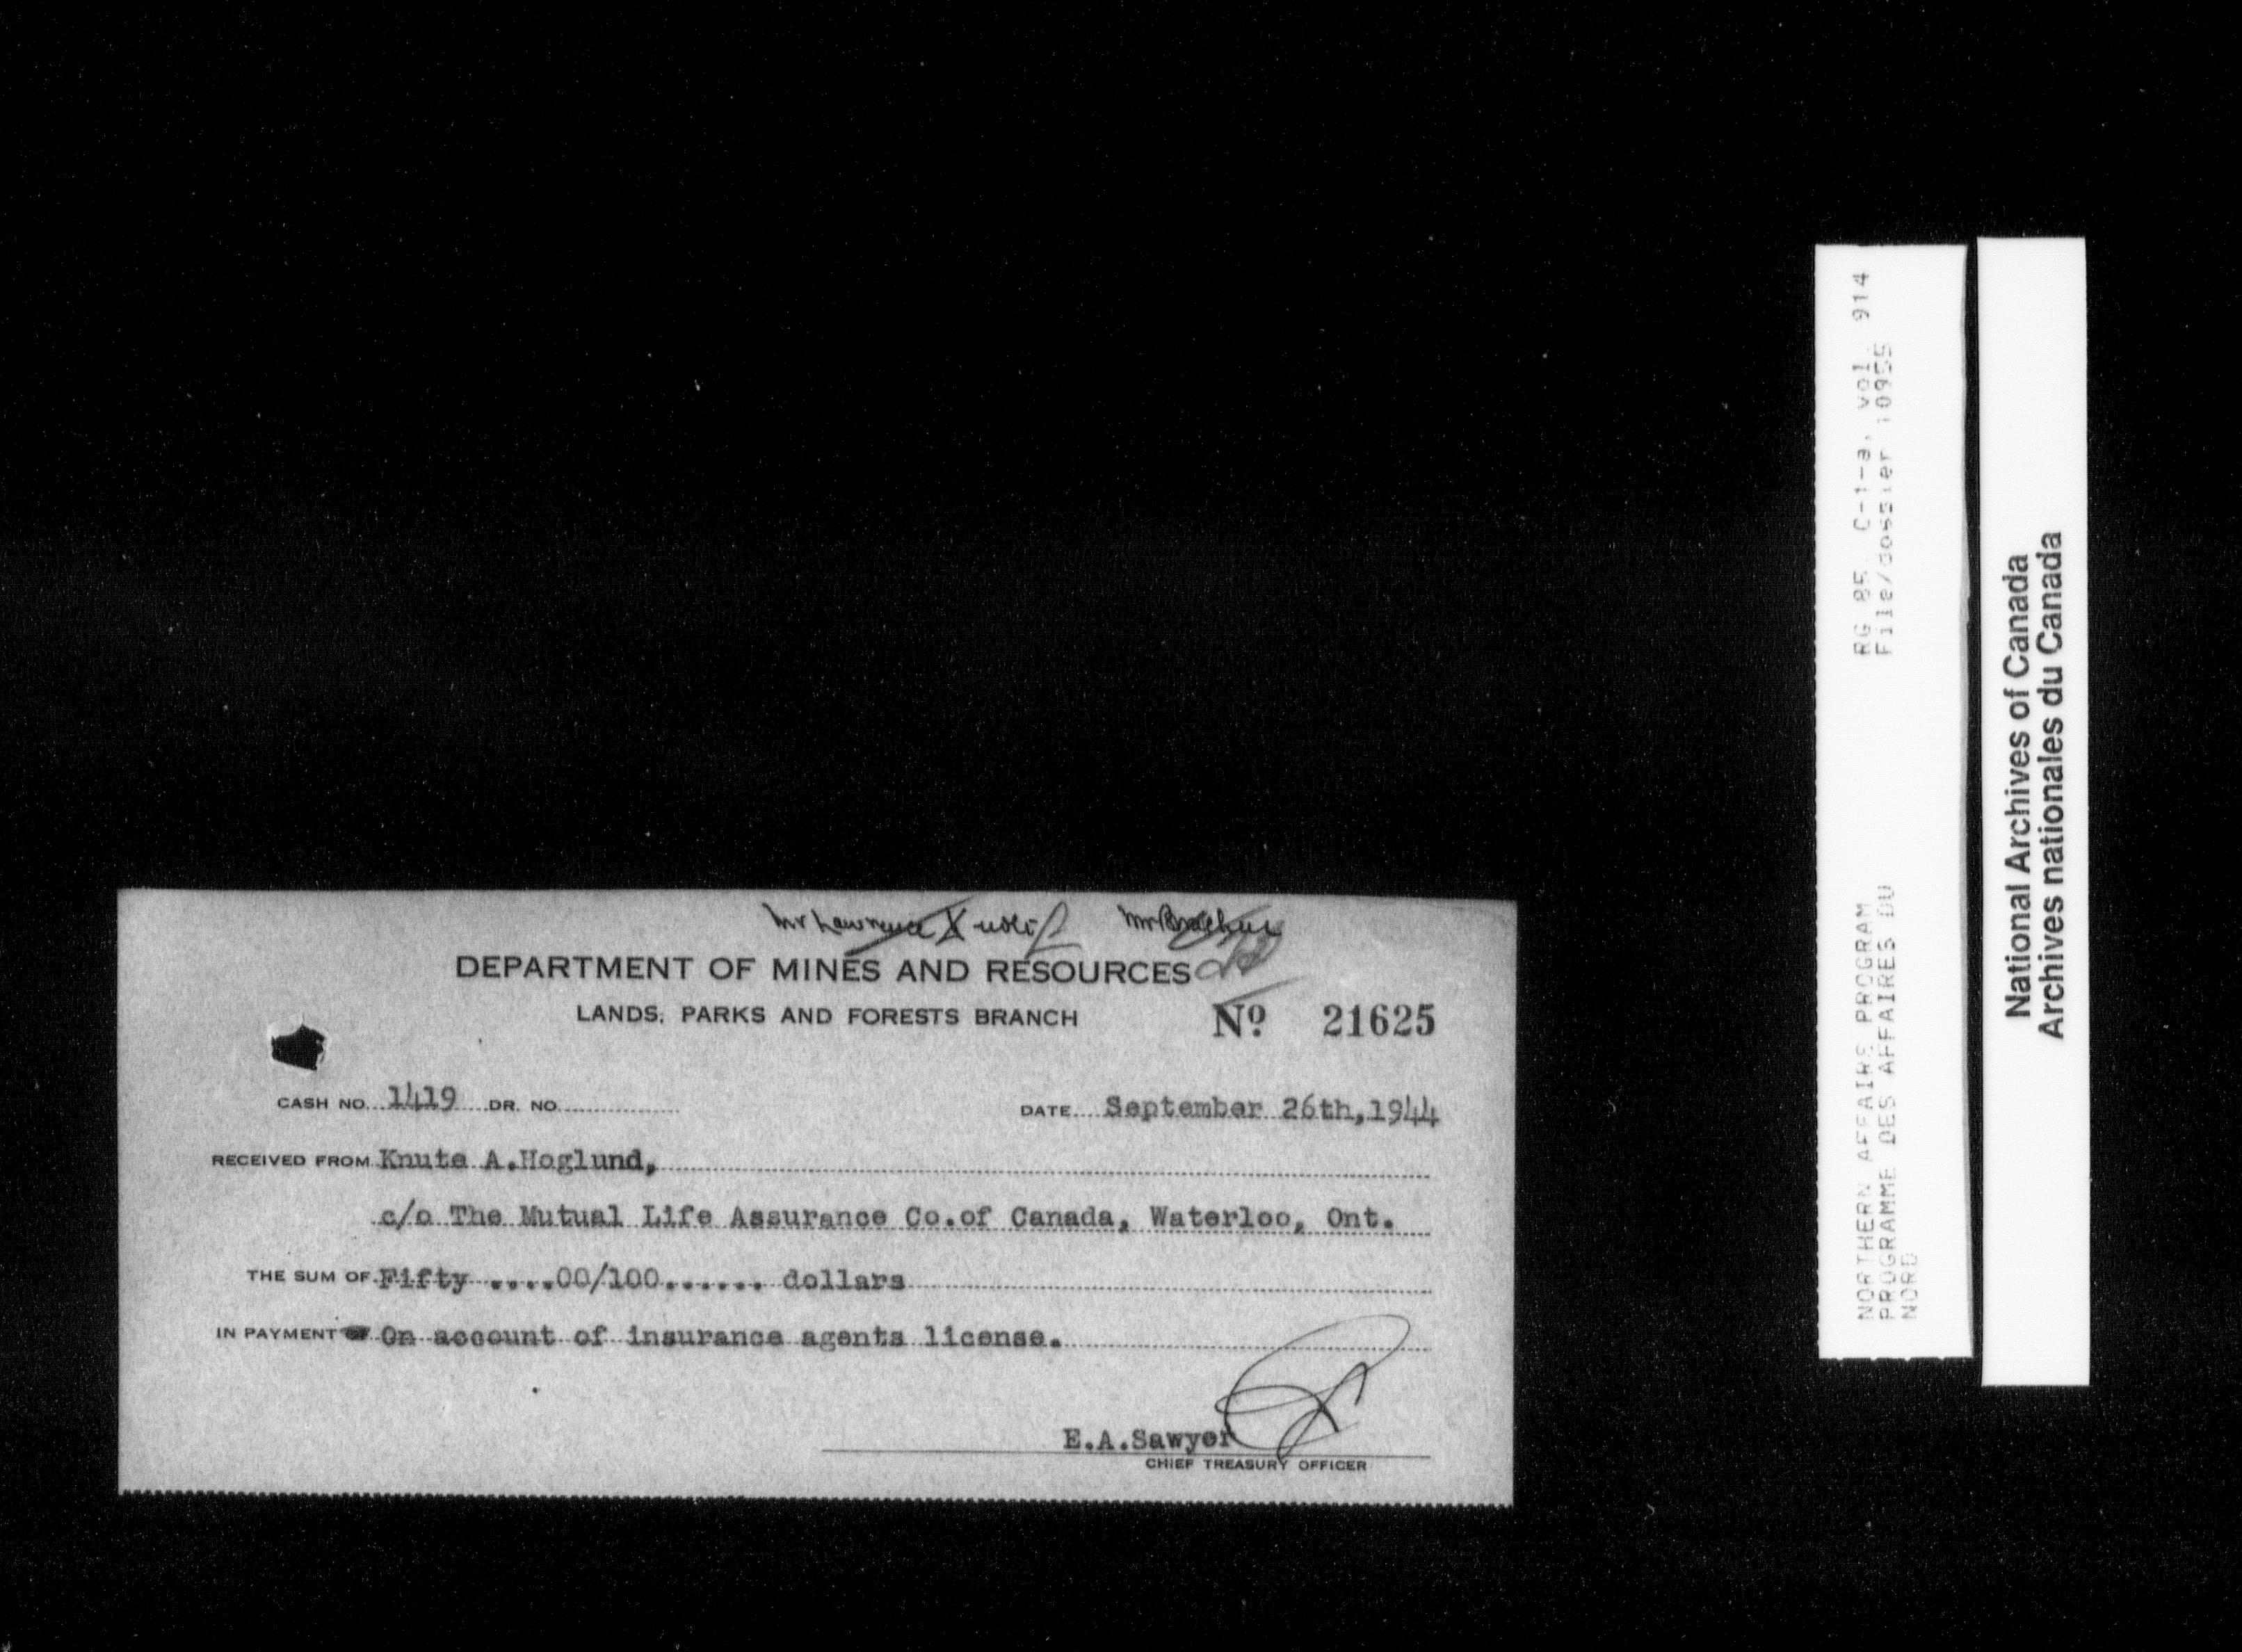 Mr Lawrence
DEPARTMENT OF MINES AND RESOURCES
LANDS, PARKS AND FORESTS BRANCH
No 21625
CASH NO. 1419 DR. NO.
DATE September 26th, 1944
RECEIVED FROM Knute A.Hoglund,
c/o The Mutual Life Assurance Co.of Canada, Waterloo, Ont.
THE SUM OF Fifty ....00/100...... dollars
IN PAYMENT On account of insurance agents license.
E.A.Sawyer
CHIEF TREASURY OFFICER
RG 85, C-1-a, vol. 914
File/dossier 10955
NORTHERN AFFAIRS PROGRAM
PROGRAMME DES AFFAIRES DU
NORD
National Archives of Canada
Archives nationales du Canada